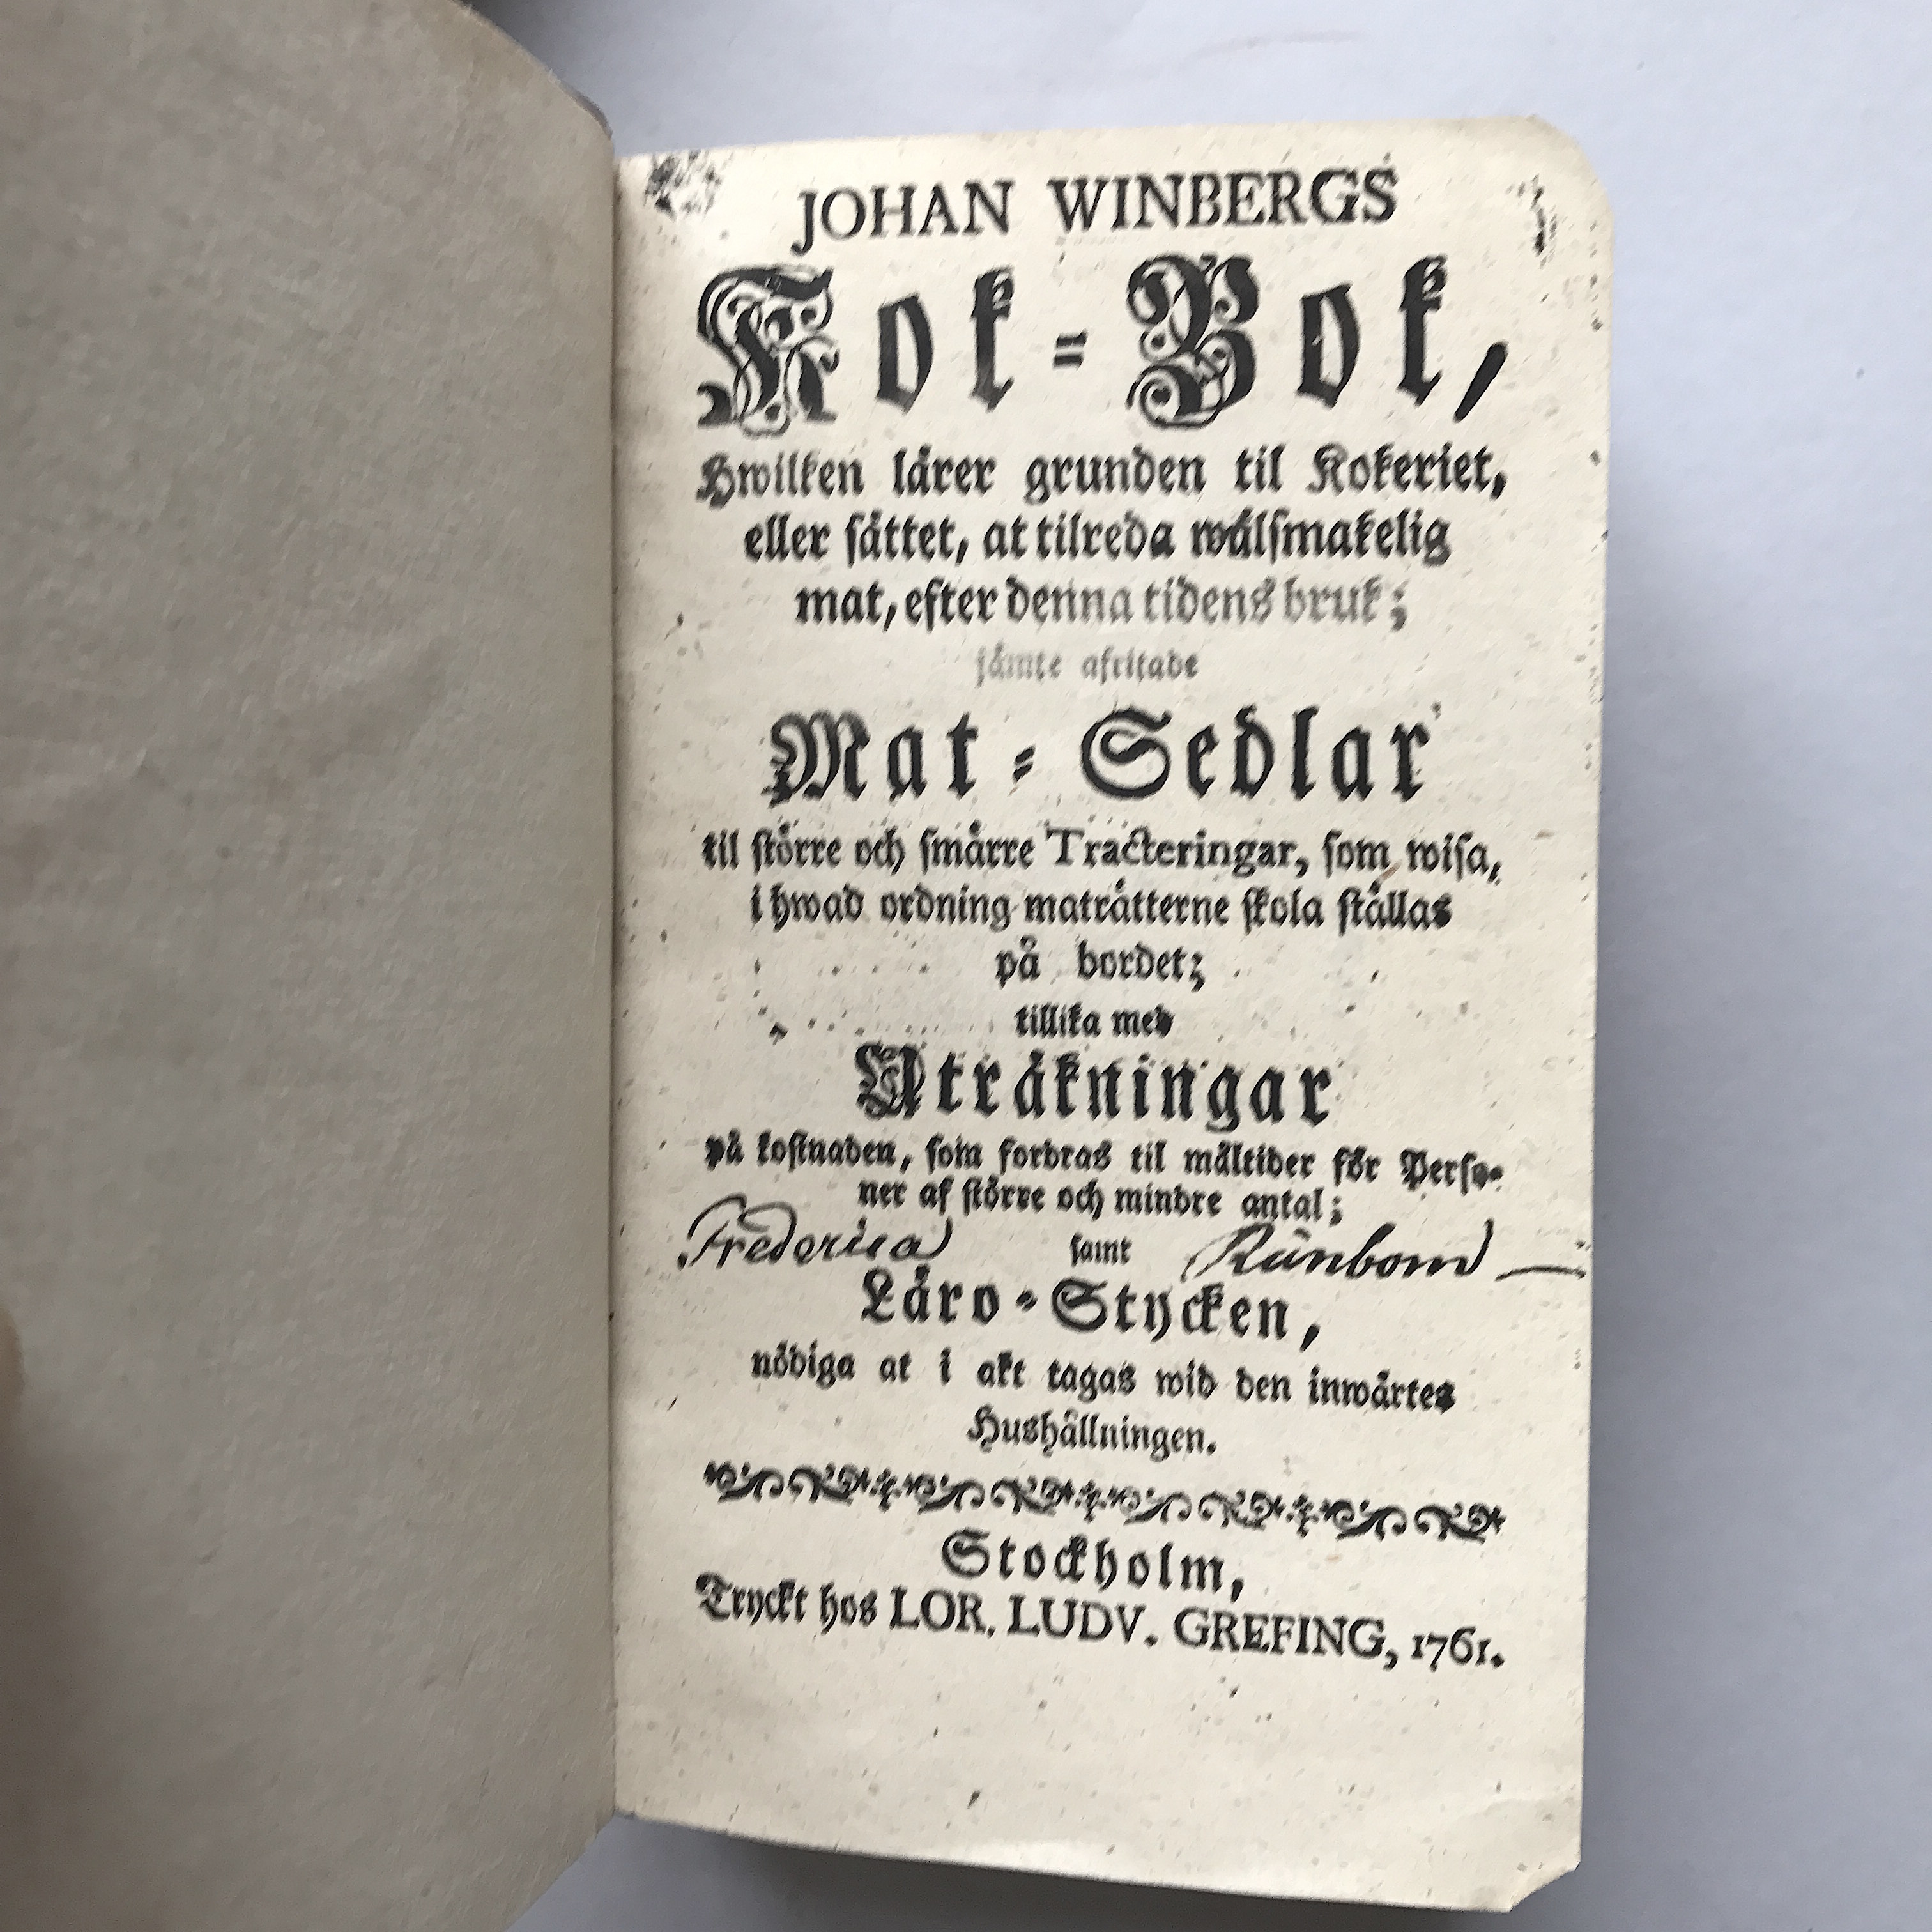 JOHAN WINBERGS
Kok-Bok,
Hwilken lärer grunden til Kokeriet,
eller sättet, at tilreda wälsmakelig
mat, efter denna tidens bruk;
jämte afritade
Mat-Sedlar
til större och smärre Tracteringar, som wisa,
i hwad ordning maträtterne skola ställas
på bordet;
tillika med
Uträkningar
på kostnaden, som fordras til måltider för Perso-
ner af större och mindre antal;
Frederica samt Runbom
Läro-Stycken,
nödiga at i akt tagas wid den inwärtes
Hushållningen.
Stockholm,
Tryckt hos LOR. LUDV. GREFING, 1761.